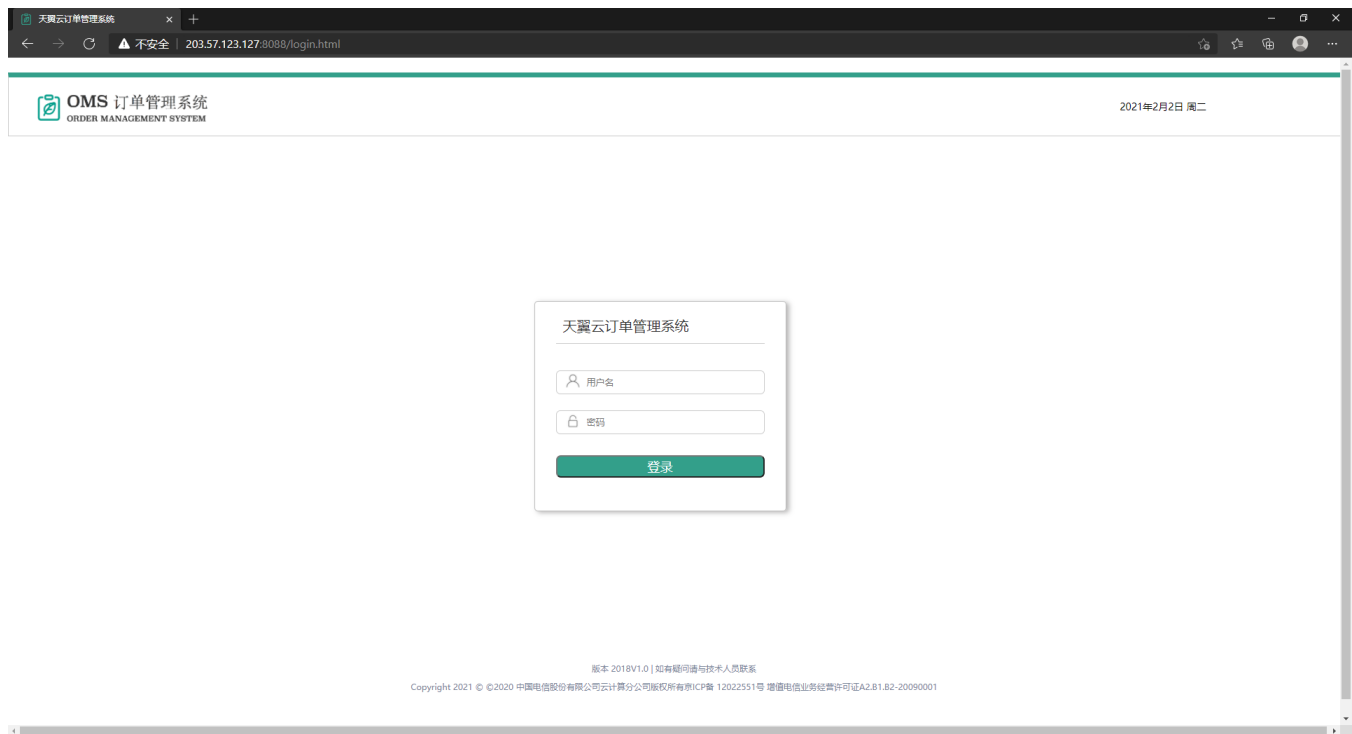 天翼云订单管理系统
不安全 203.57.123.127:8088/login.html
OMS 订单管理系统
ORDER MANAGEMENT SYSTEM
2021年2月2日 周二
天翼云订单管理系统
用户名
密码
登录
版本 2018V1.0 | 如有疑问请与技术人员联系
Copyright 2021 © ©2020 中国电信股份有限公司云计算分公司版权所有京ICP备 12022551号 增值电信业务经营许可证A2.B1.B2-20090001